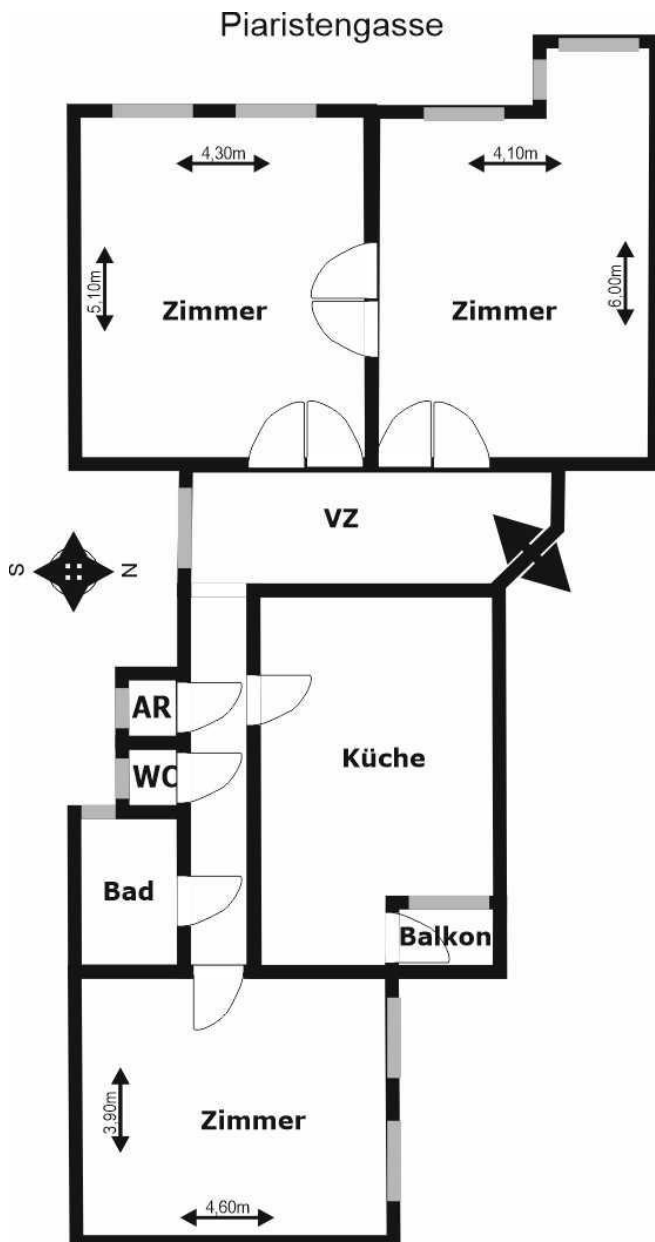 Piaristengasse
4,30m
4,10m
5,10m
6,00m
Zimmer
Zimmer
VZ
S
N
AR
Küche
WC
Bad
Balkon
3,90m
Zimmer
4,60m